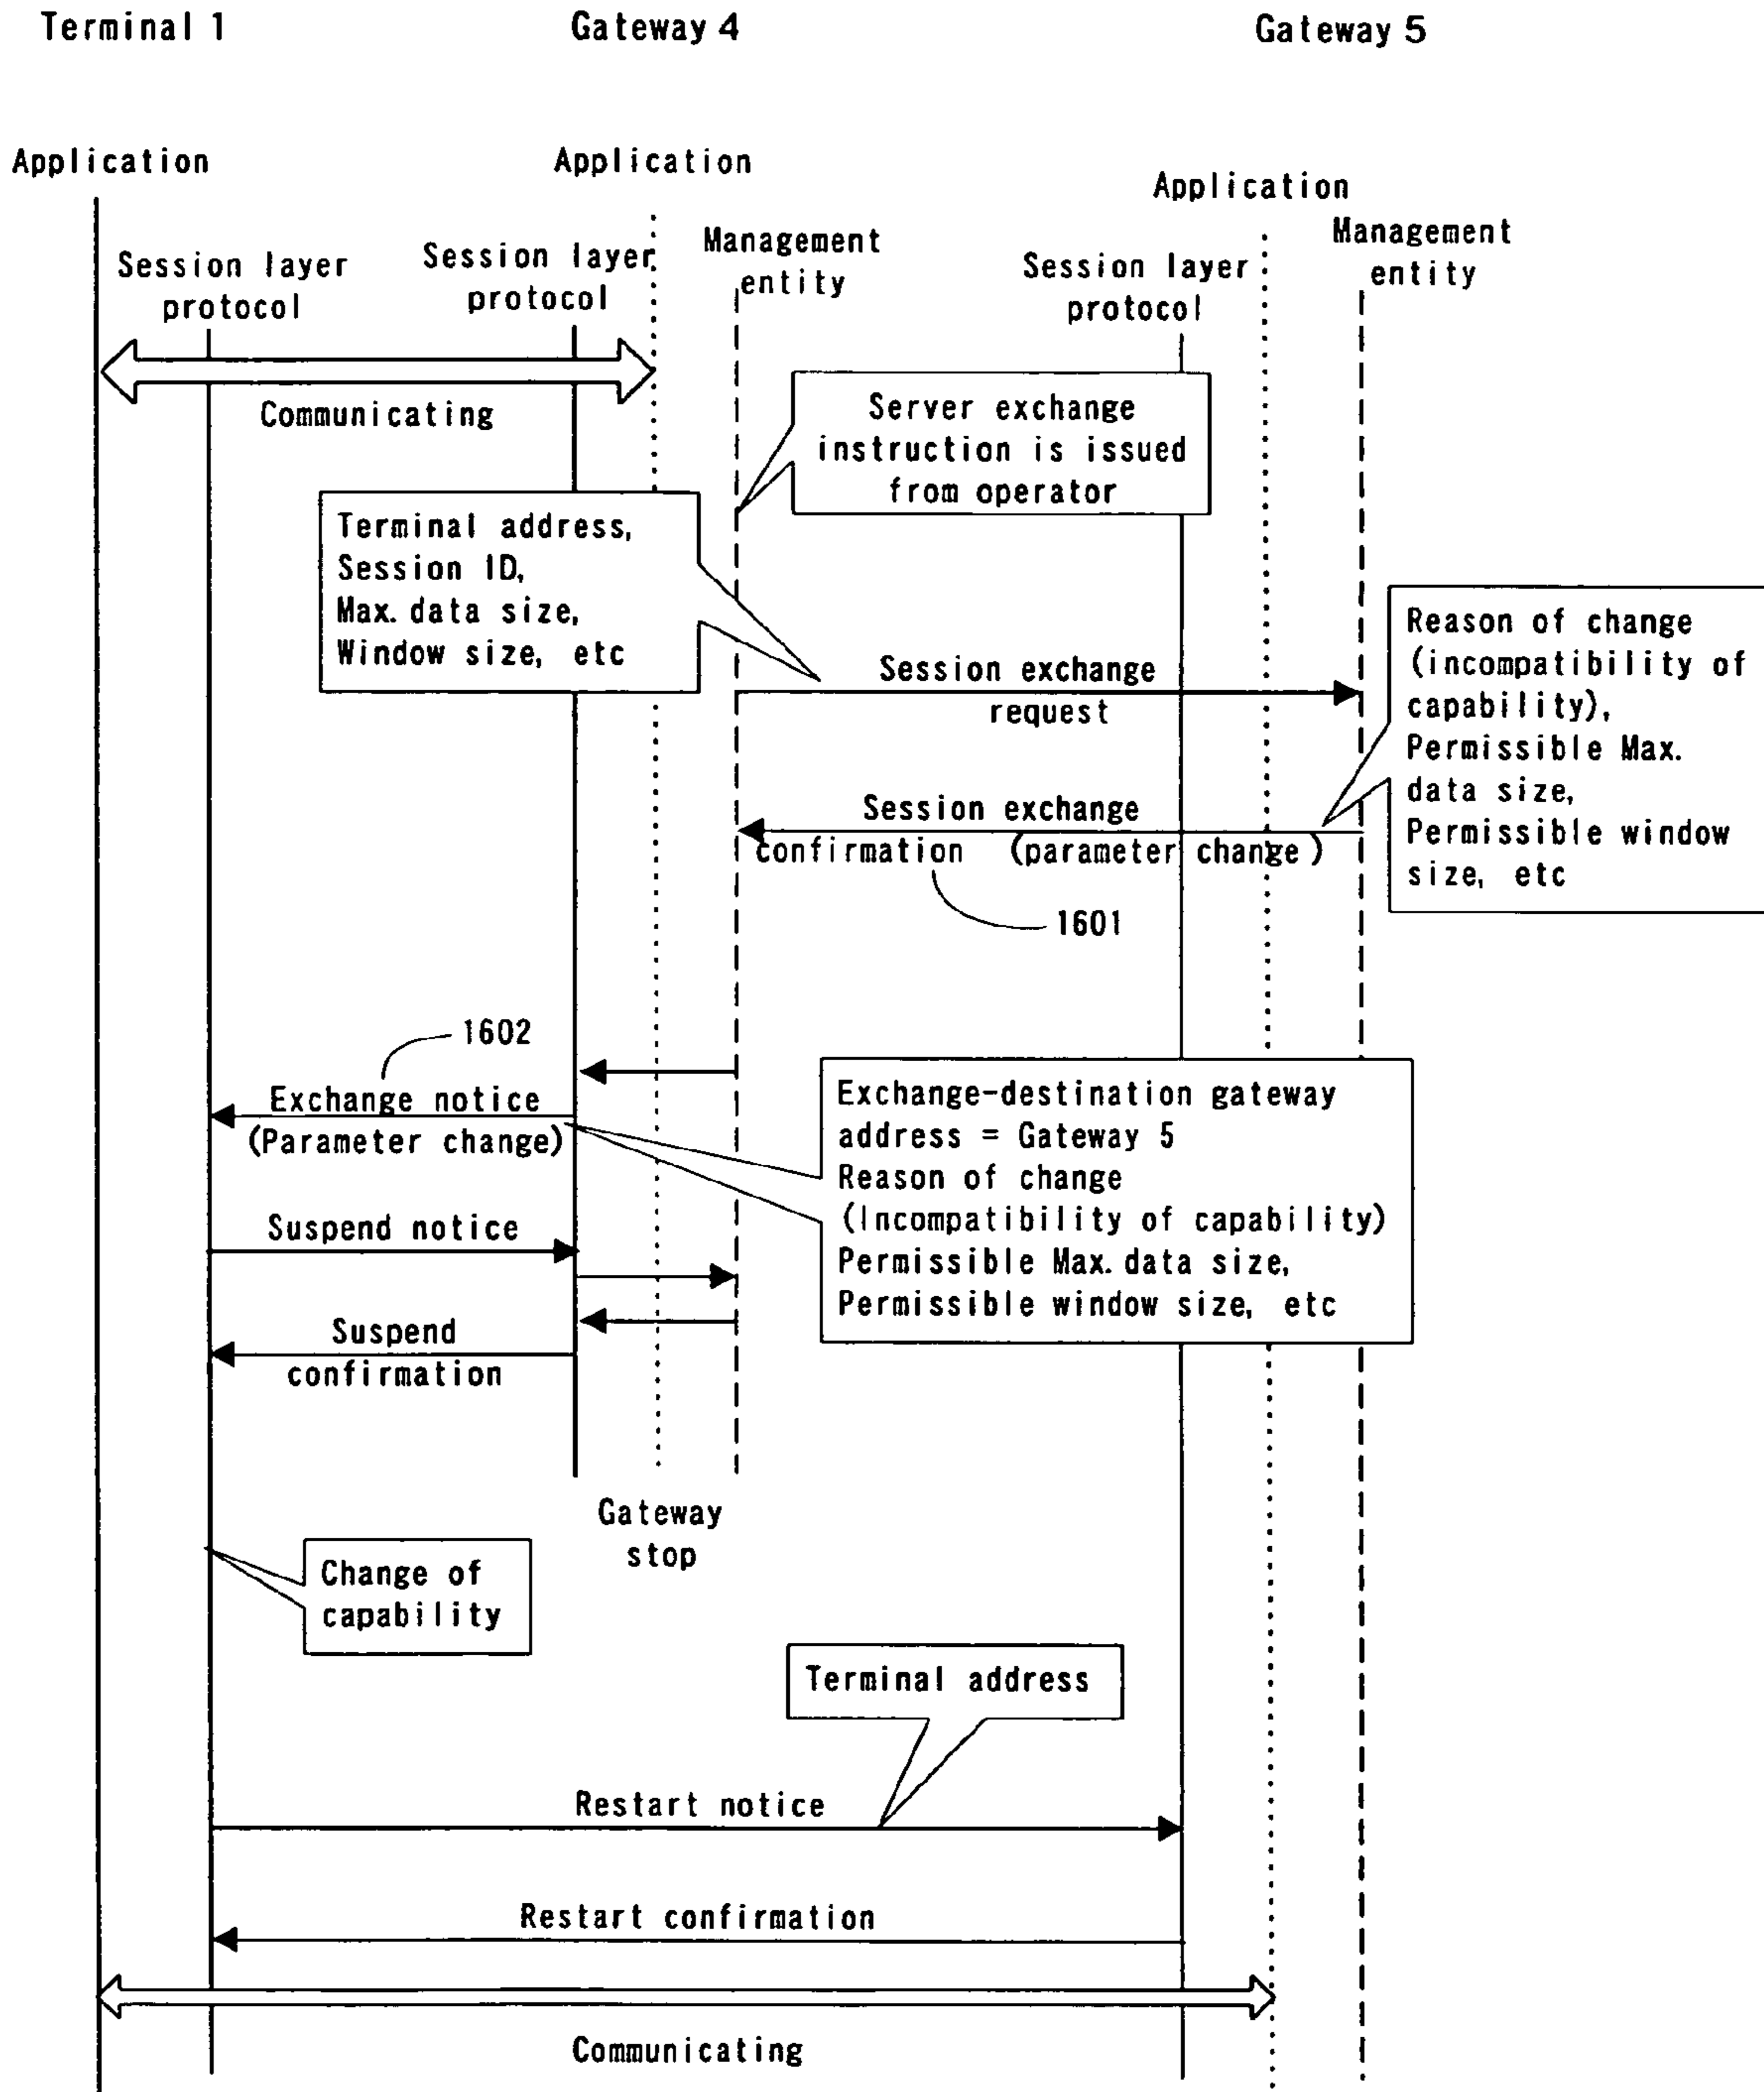 Terminal 1
Gateway 4
Gateway 5
Application
Application
Application
Session layer
protocol
Session layer
protocol
Management
entity
Session layer
protocol
Management
entity
Communicating
Server exchange
instruction is issued
from operator
Terminal address,
Session ID,
Max. data size,
Window size, etc
Session exchange
request
Reason of change
(incompatibility of
capability),
Permissible Max.
data size,
Permissible window
size, etc
Session exchange
confirmation (parameter change)
1601
1602
Exchange notice
(Parameter change)
Exchange-destination gateway
address = Gateway 5
Reason of change
(Incompatibility of capability)
Permissible Max. data size,
Permissible window size, etc
Suspend notice
Suspend
confirmation
Gateway
stop
Change of
capability
Terminal address
Restart notice
Restart confirmation
Communicating